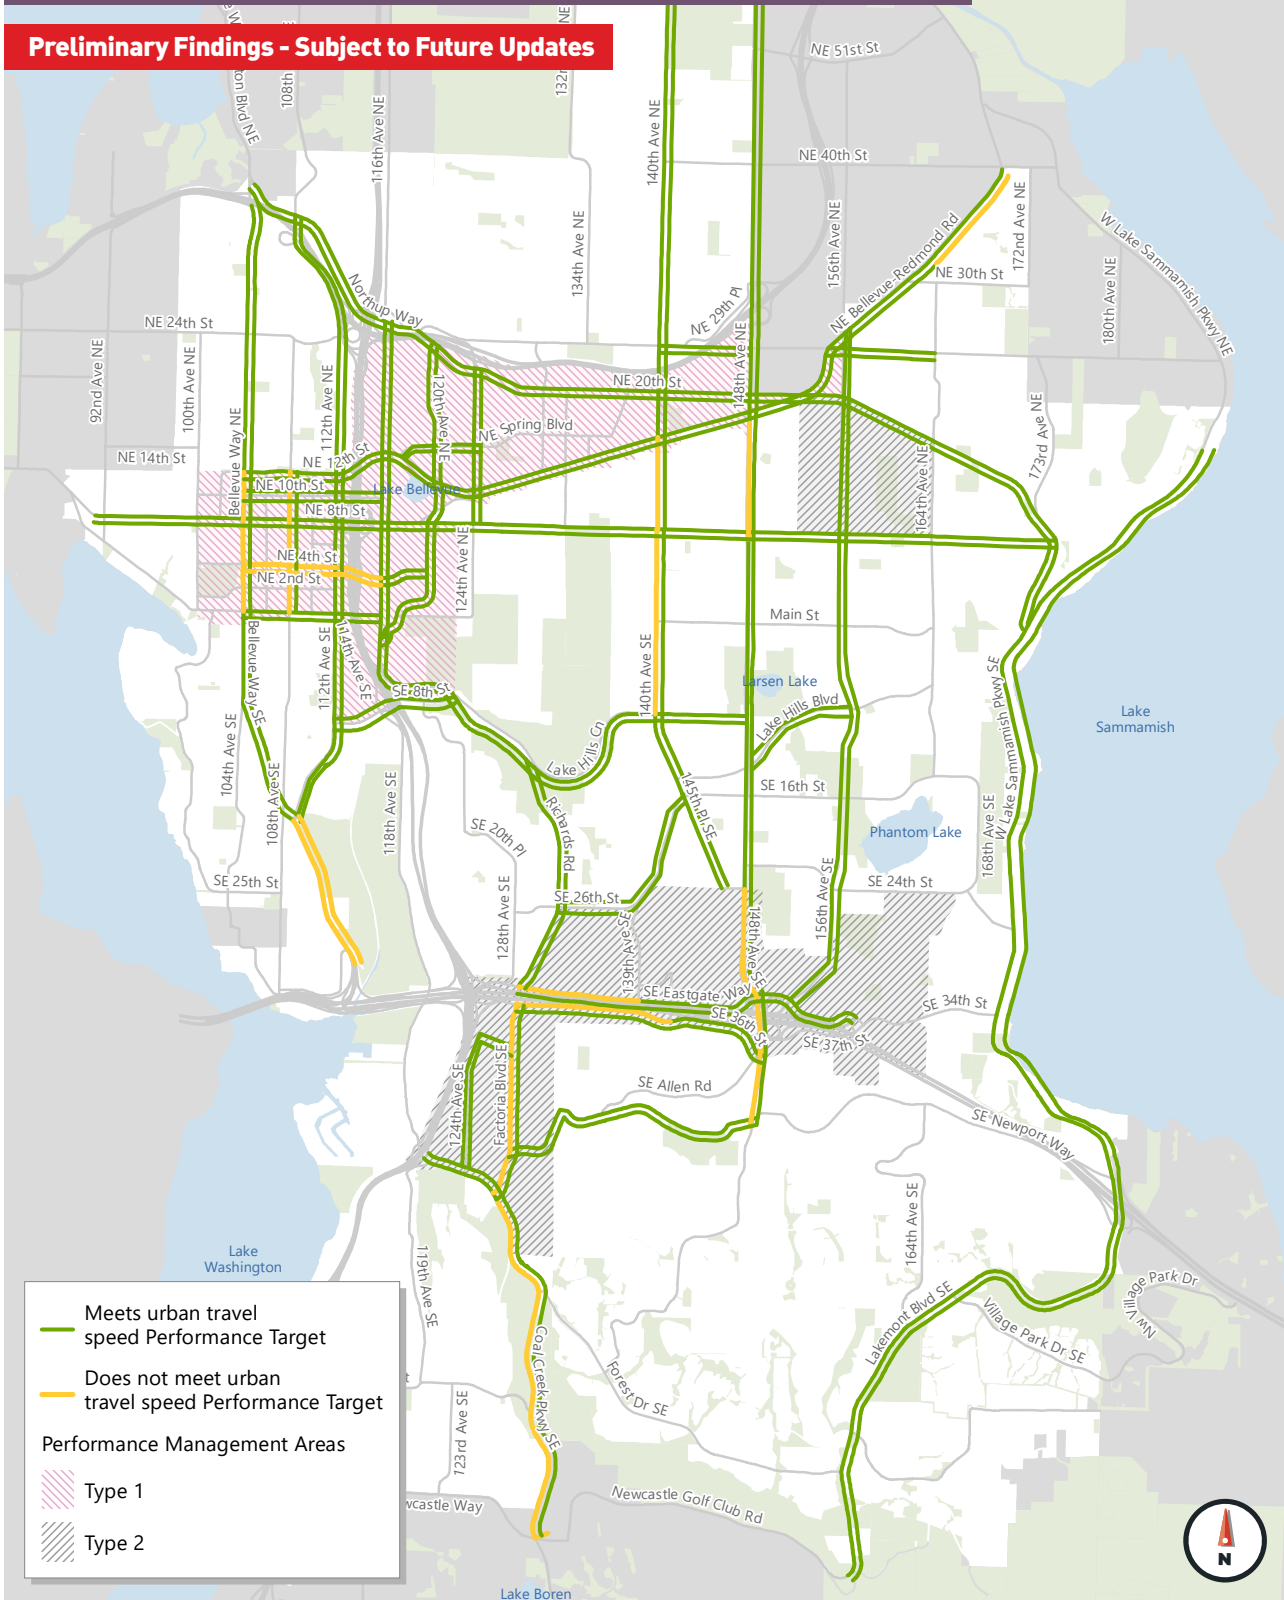 Preliminary Findings - Subject to Future Updates
108th
132n
NE
NE 51st St
116th Ave NE
140th Ave NE
NE 40th St
134th Ave NE
156th Ave NE
172nd Ave NE
W Lake Sammamish Pkwy NE
NE Bellevue-Redmond Rd
NE 30th St
180th Ave NE
Northup Way
NE 29th Pl
NE 24th St
92nd Ave NE
100th Ave NE
112th Ave NE
120th Ave NE
148th Ave NE
NE 20th St
Bellevue Way NE
NE Spring Blvd
173rd Ave NE
NE 14th St
NE 12th St
164th Ave NE
NE 10th St
Lake Bellevue
NE 8th St
124th Ave NE
NE 4th St
NE 2nd St
Main St
Bellevue Way SE
112th Ave SE
114th Ave SE
140th Ave SE
SE 8th St
Larsen Lake
Lake Hills Blvd
W Lake Sammamish Pkwy SE
Lake
Sammamish
104th Ave SE
Lake Hills Cn
108th Ave SE
118th Ave SE
145th Pl SE
SE 16th St
Richards Rd
SE 20th Pl
Phantom Lake
168th Ave SE
SE 25th St
SE 24th St
156th Ave SE
SE 26th St
128th Ave SE
139th Ave SE
148th Ave SE
SE Eastgate Way
SE 36th St
SE 34th St
SE 37th St
SE Allen Rd
124th Ave SE
Factoria Blvd SE
SE Newport Way
164th Ave SE
Lake
Washington
119th Ave SE
Lakemont Blvd SE
Village Park Dr SE
NW Village Park Dr
Coal Creek Pkwy SE
Forest Dr SE
t
123rd Ave SE
wcastle Way
Newcastle Golf Club Rd
Lake Boren
Meets urban travel
speed Performance Target
Does not meet urban
travel speed Performance Target
Performance Management Areas
Type 1
Type 2
N